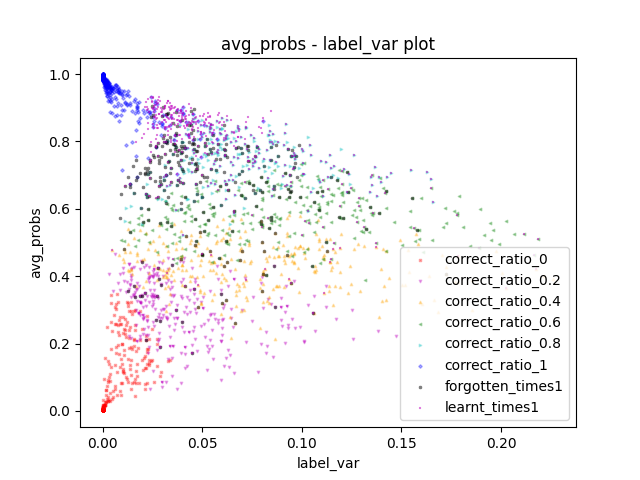 avg_probs - label_var plot
1.0
0.8
0.6
0.4
0.2
0.0
avg_probs
correct_ratio_0
correct_ratio_0.2
correct_ratio_0.4
correct_ratio_0.6
correct_ratio_0.8
correct_ratio_1
forgotten_times1
learnt_times1
0.00 0.05 0.10 0.15 0.20
label_var